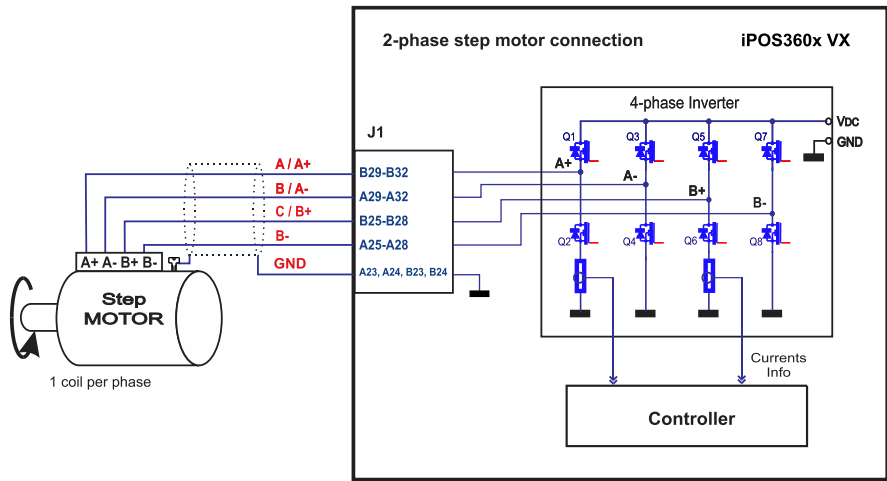 2-phase step motor connection
iPOS360x VX
4-phase Inverter
VDC
GND
J1
Q1
Q3
Q5
Q7
A / A+
B29-B32
A+
B / A-
A29-A32
A-
C / B+
B25-B28
B+
B-
A25-A28
B-
Q2
Q4
Q6
Q8
GND
A23, A24, B23, B24
A+ A- B+ B-
Step
MOTOR
1 coil per phase
Currents
Info
Controller